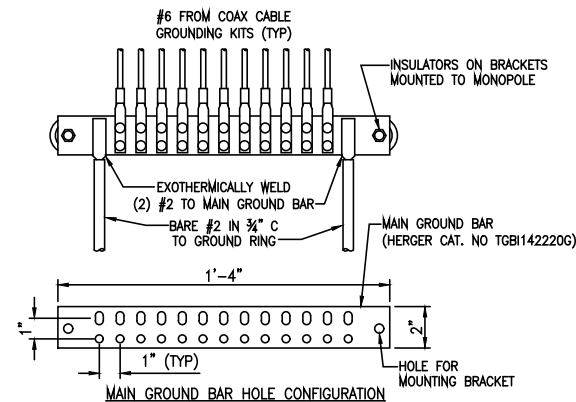 #6 FROM COAX CABLE
GROUNDING KITS (TYP)
INSULATORS ON BRACKETS
MOUNTED TO MONOPOLE
EXOTHERMICALLY WELD
(2) #2 TO MAIN GROUND BAR
BARE #2 IN ¾" C
TO GROUND RING
MAIN GROUND BAR
(HERGER CAT. NO TGBI142220G)
1'-4"
1"
2"
1" (TYP)
HOLE FOR
MOUNTING BRACKET
MAIN GROUND BAR HOLE CONFIGURATION